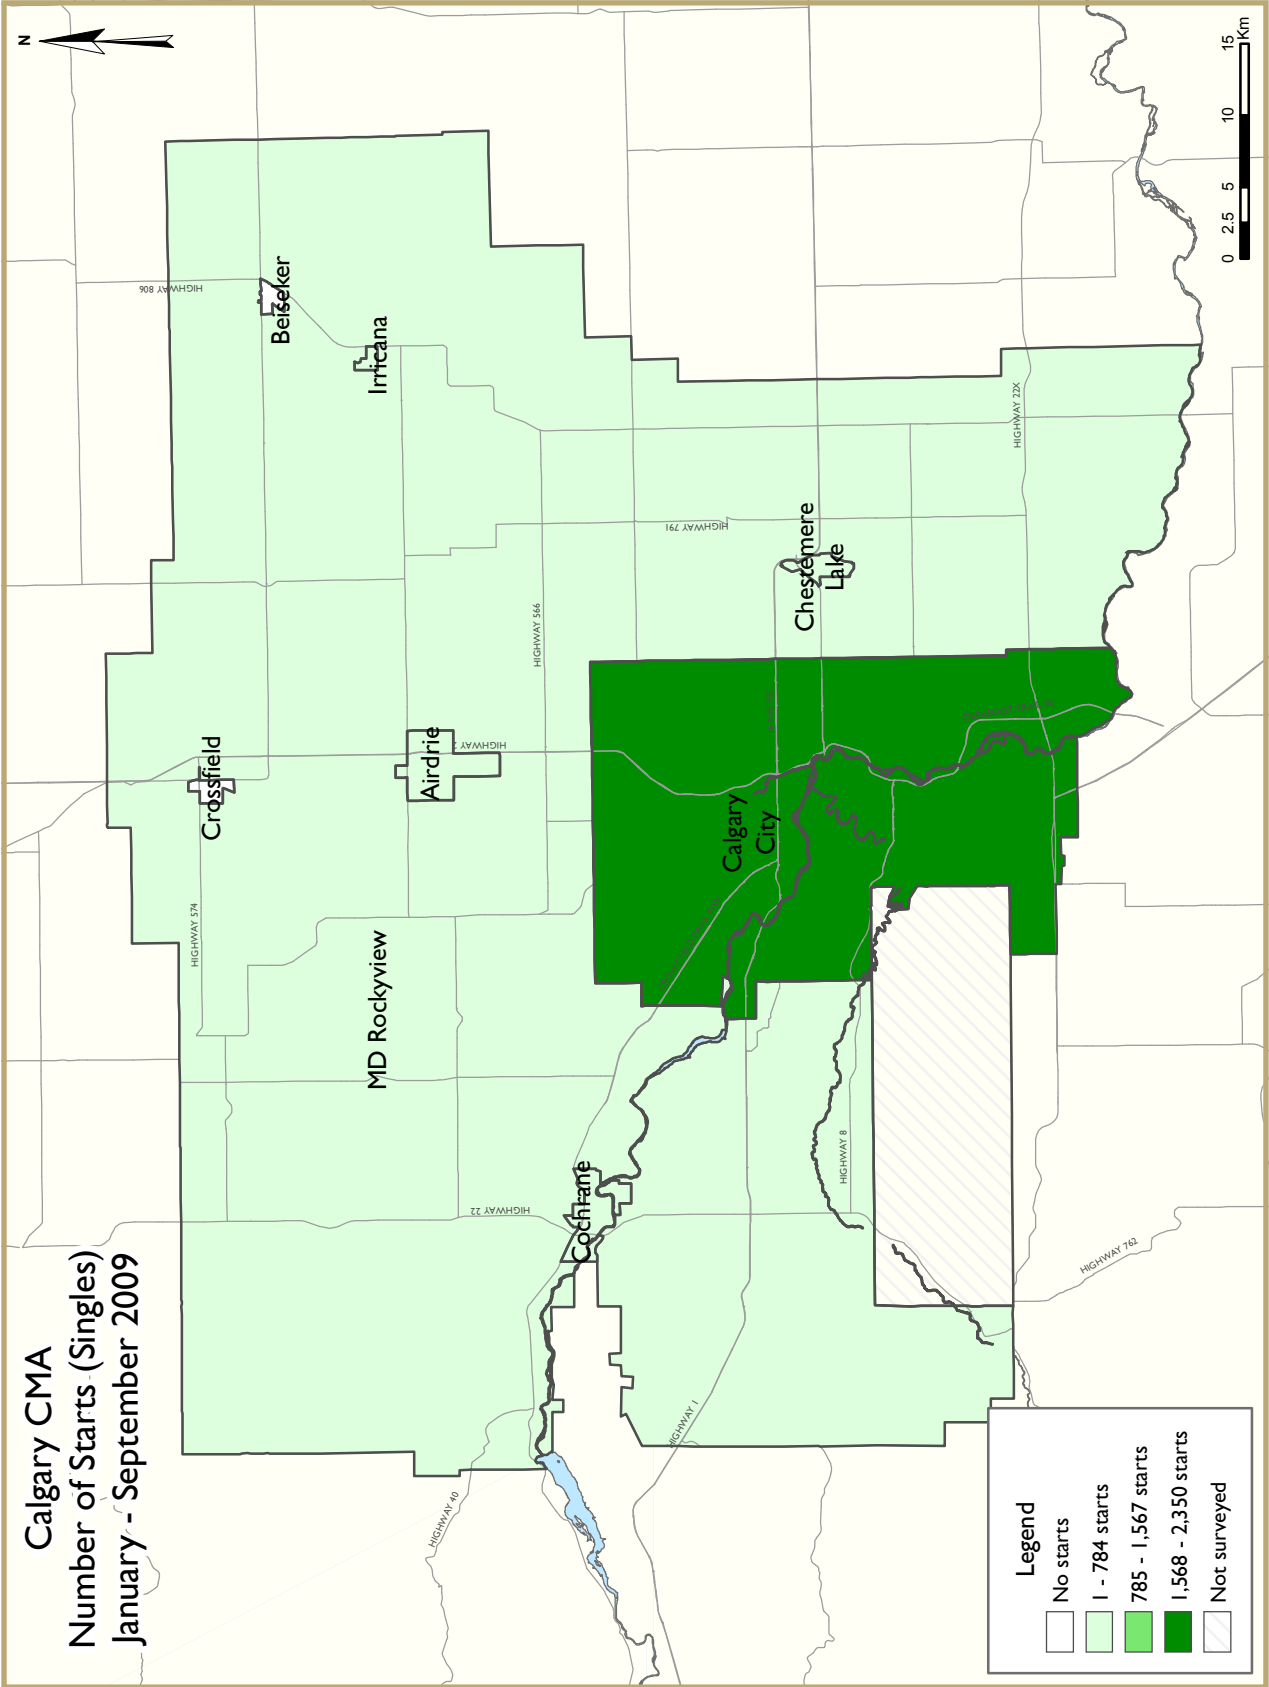 Calgary CMA
Number of Starts (Singles)
January - September 2009
N
HIGHWAY 806
Beiseker
Irricana
Crossfield
HIGHWAY 574
Airdrie
HIGHWAY 2
HIGHWAY 566
MD Rockyview
HIGHWAY 791
HIGHWAY 22X
Chestemere
Lake
Calgary
City
Cochrane
HIGHWAY 22
HIGHWAY 8
HIGHWAY 762
HIGHWAY 1
HIGHWAY 40
Legend
No starts
1 - 784 starts
785 - 1,567 starts
1,568 - 2,350 starts
Not surveyed
0 2.5 5 10 15
Km